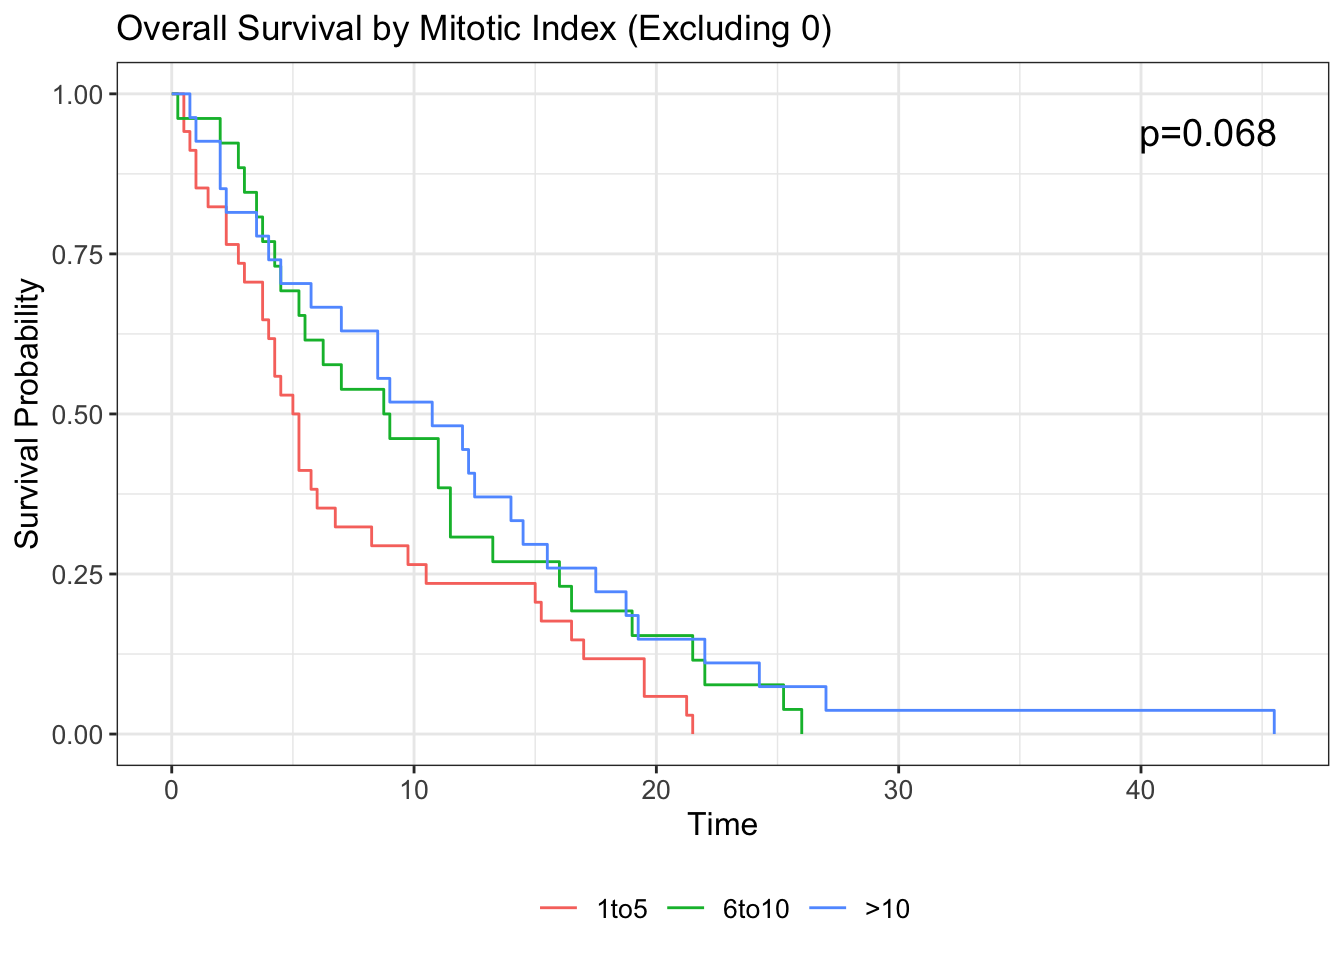 Overall Survival by Mitotic Index (Excluding 0)
p=0.068
Survival Probability
1.00
0.75
0.50
0.25
0.00
0 10 20 30 40
Time
1to5 6to10 >10